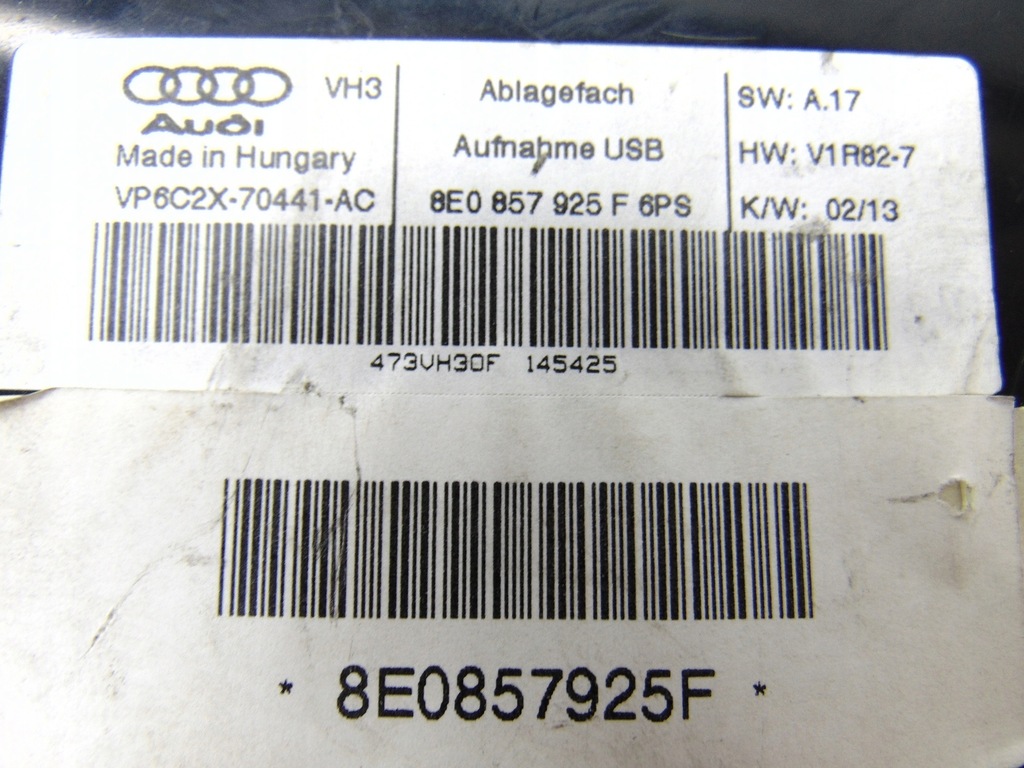 VH3
Audi
Made in Hungary
VP6C2X-70441-AC
Ablagefach
Aufnahme USB
8E0 857 925 F 6PS
SW: A.17
HW: V1R82-7
K/W: 02/13
473VH30F 145425
* 8E0857925F *